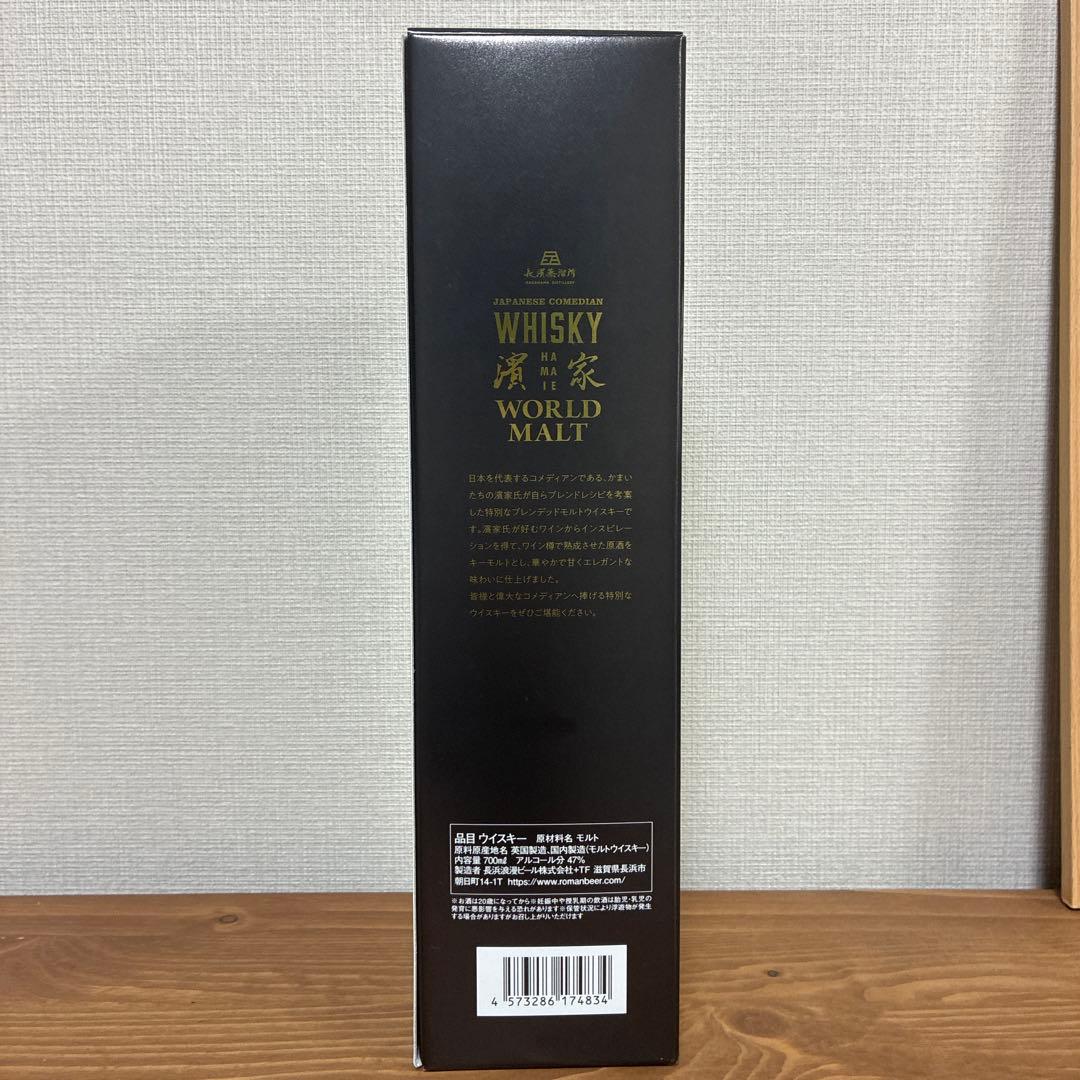 長濱蒸溜所
NAGAHAMA DISTILLERY
JAPANESE COMEDIAN
WHISKY
濱 HA MA IE 家
WORLD
MALT
日本を代表するコメディアンである、かまい
たちの濱家氏が自らブレンドレシピを考案
した特別なブレンデッドモルトウイスキーで
す。濱家氏が好むワインからインスピレー
ションを得て、ワイン樽で熟成させた原酒を
キーモルトとし、華やかで甘くエレガントな
味わいに仕上げました。
皆様と偉大なコメディアンへ捧げる特別な
ウイスキーをぜひご堪能ください。
品目 ウイスキー 原材料名 モルト
原料原産地名 英国製造、国内製造(モルトウイスキー)
内容量 700㎖ アルコール分 47%
製造者 長浜浪漫ビール株式会社+TF 滋賀県長浜市
朝日町14-1T https://www.romanbeer.com/
※お酒は20歳になってから※妊娠中や授乳期の飲酒は胎児・乳児の
発育に悪影響を与える恐れがあります※保管状況により浮遊物が発生
する場合がありますがお召し上がりいただけます
4 573286 174834